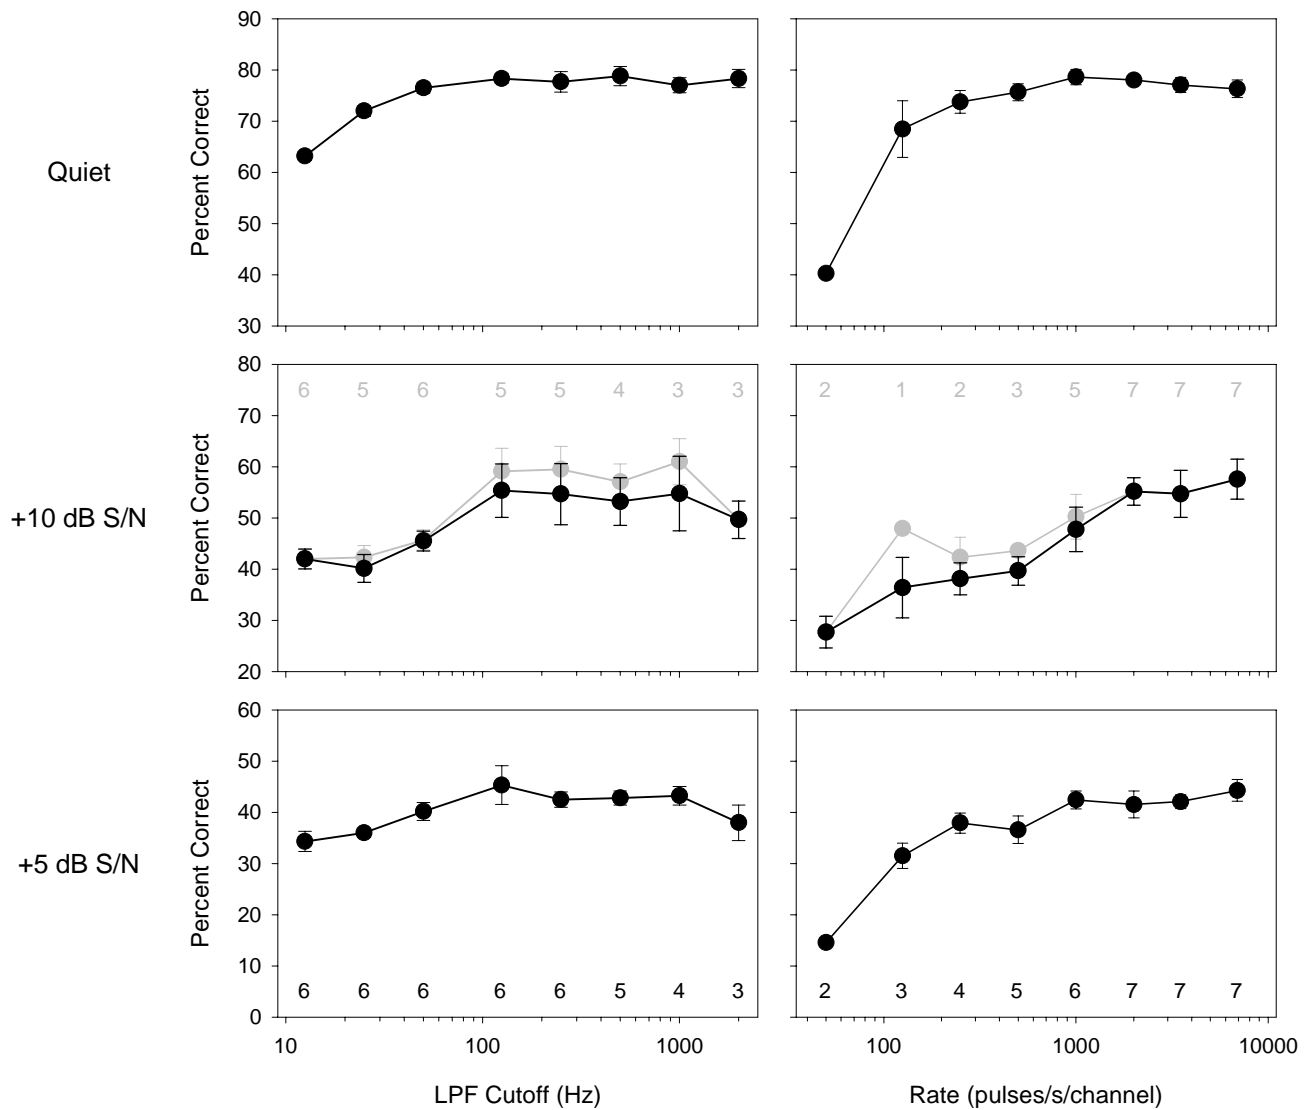 Quiet
Percent Correct
90
80
70
60
50
40
30
10
100
1000
100
1000
10000
+10 dB S/N
Percent Correct
80
70
60
50
40
30
20
6 5 6 5 5 4 3 3
2 1 2 3 5 7 7 7
+5 dB S/N
Percent Correct
60
50
40
30
20
10
0
6 6 6 6 6 5 4 3
2 3 4 5 6 7 7 7
LPF Cutoff (Hz)
Rate (pulses/s/channel)